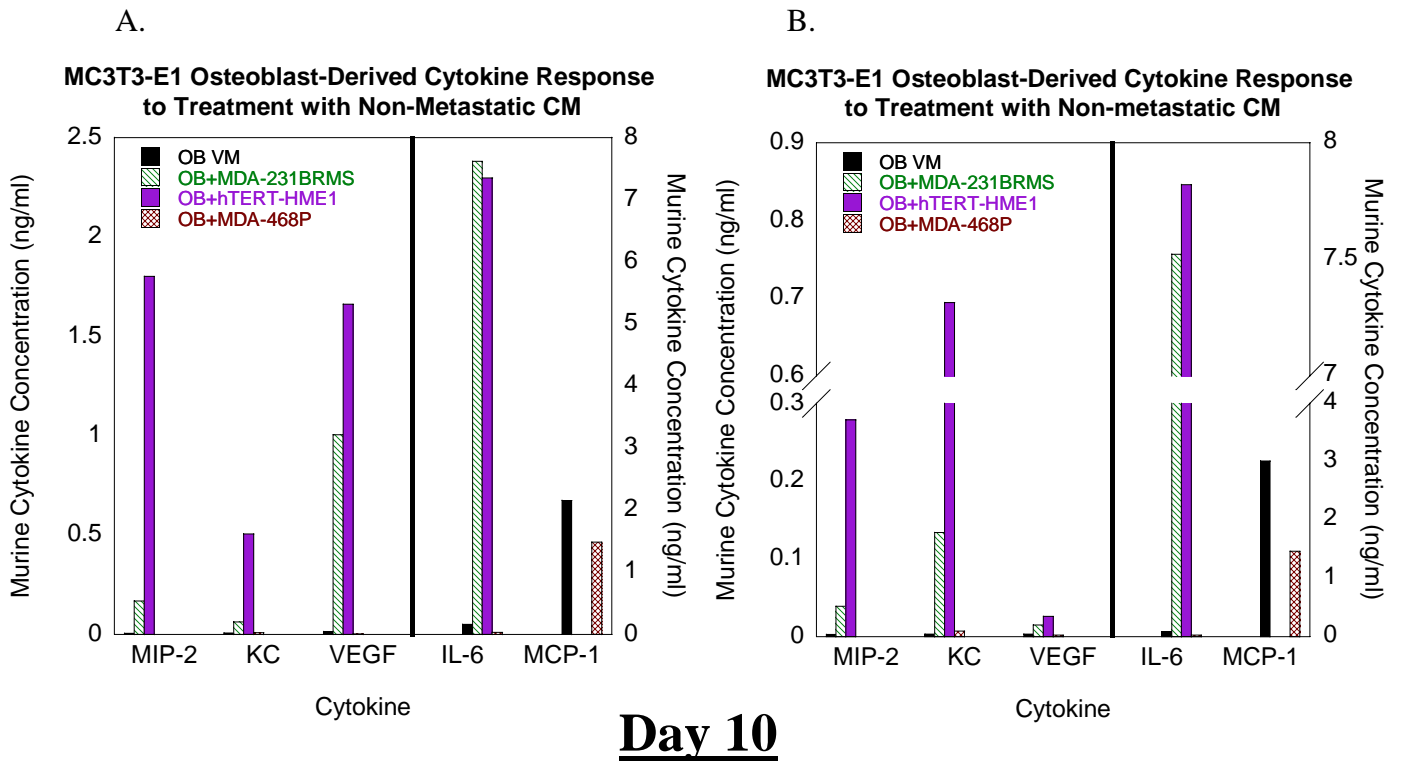 A.
MC3T3-E1 Osteoblast-Derived Cytokine Response
to Treatment with Non-Metastatic CM
2.5
2
1.5
1
0.5
0
8
7
6
5
4
3
2
1
0
OB VM
OB+MDA-231BRMS
OB+hTERT-HME1
OB+MDA-468P
Murine Cytokine Concentration (ng/ml)
Murine Cytokine Concentration (ng/ml)
MIP-2 KC VEGF IL-6 MCP-1
Cytokine
B.
MC3T3-E1 Osteoblast-Derived Cytokine Response
to Treatment with Non-metastatic CM
0.9
0.8
0.7
0.6
0.3
0.2
0.1
0
8
7.5
7
4
3
2
1
0
OB VM
OB+MDA-231BRMS
OB+hTERT-HME1
OB+MDA-468P
Murine Cytokine Concentration (ng/ml)
Murine Cytokine Concentration (ng/ml)
MIP-2 KC VEGF IL-6 MCP-1
Cytokine
Day 10